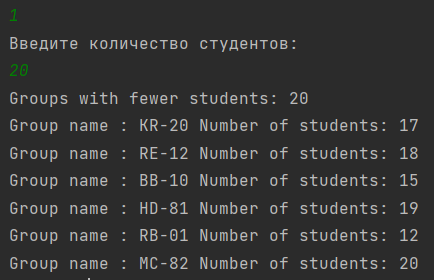 1
Введите количество студентов:
20
Groups with fewer students: 20
Group name : KR-20 Number of students: 17
Group name : RE-12 Number of students: 18
Group name : BB-10 Number of students: 15
Group name : HD-81 Number of students: 19
Group name : RB-01 Number of students: 12
Group name : MC-82 Number of students: 20